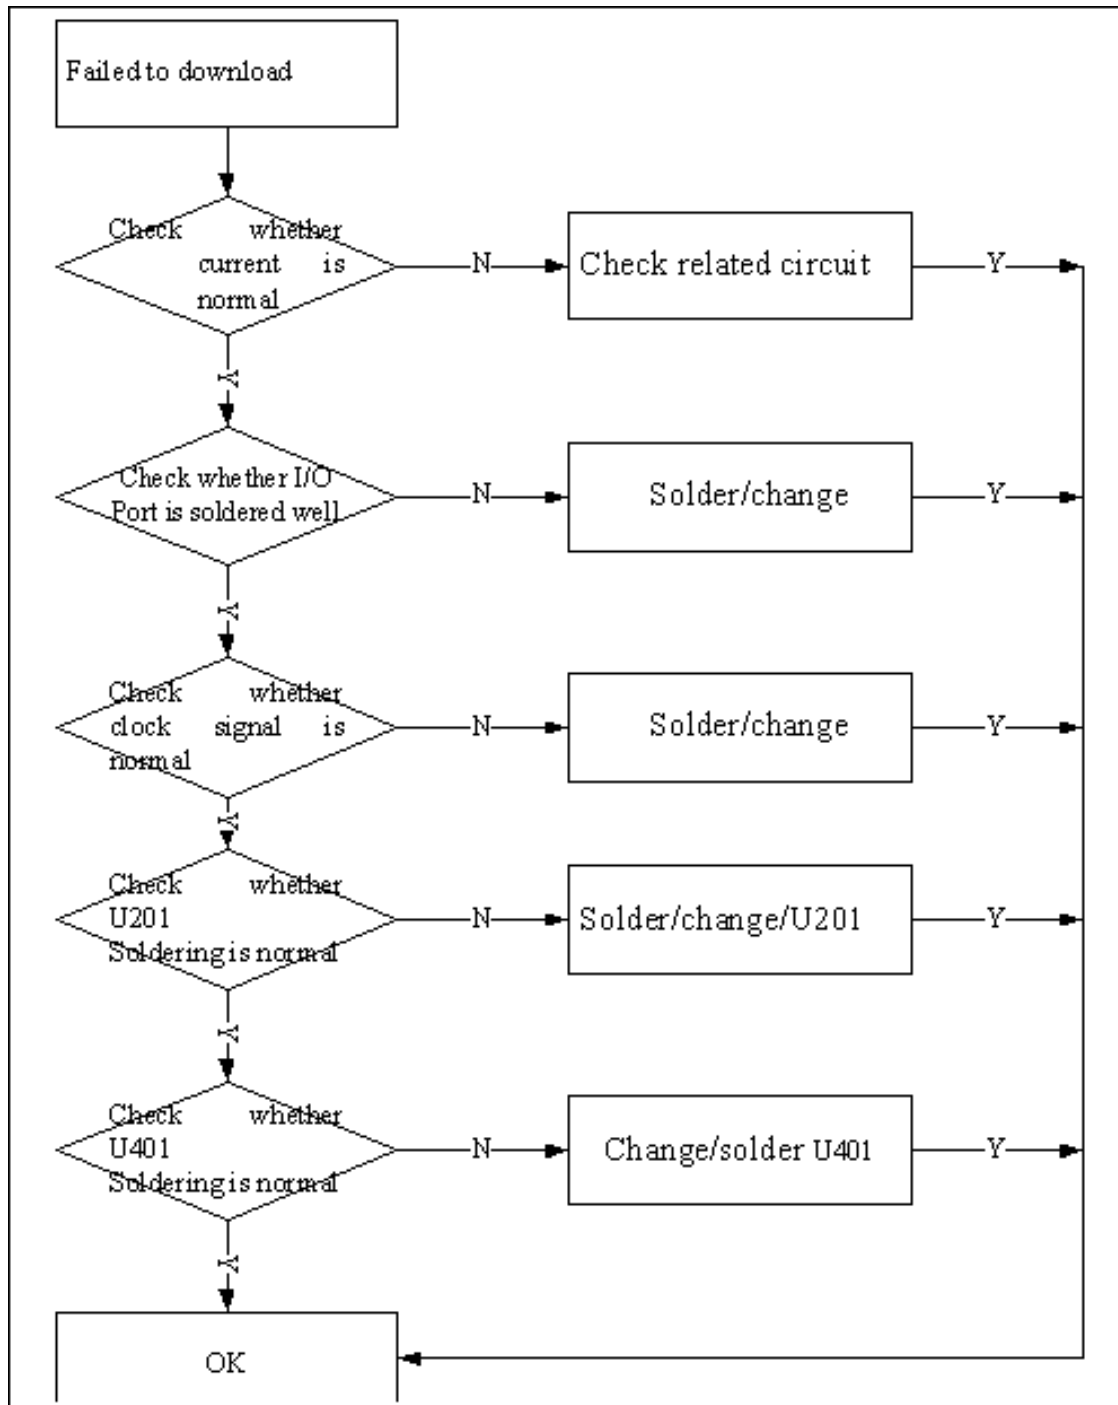 Failed to download
Check whether
current is
normal
N
Check related circuit
Y
Y
Check whether I/O
Port is soldered well
N
Solder/change
Y
Y
Check whether
clock signal is
normal
N
Solder/change
Y
Y
Check whether
U201
Soldering is normal
N
Solder/change/U201
Y
Y
Check whether
U401
Soldering is normal
N
Change/solder U401
Y
Y
OK